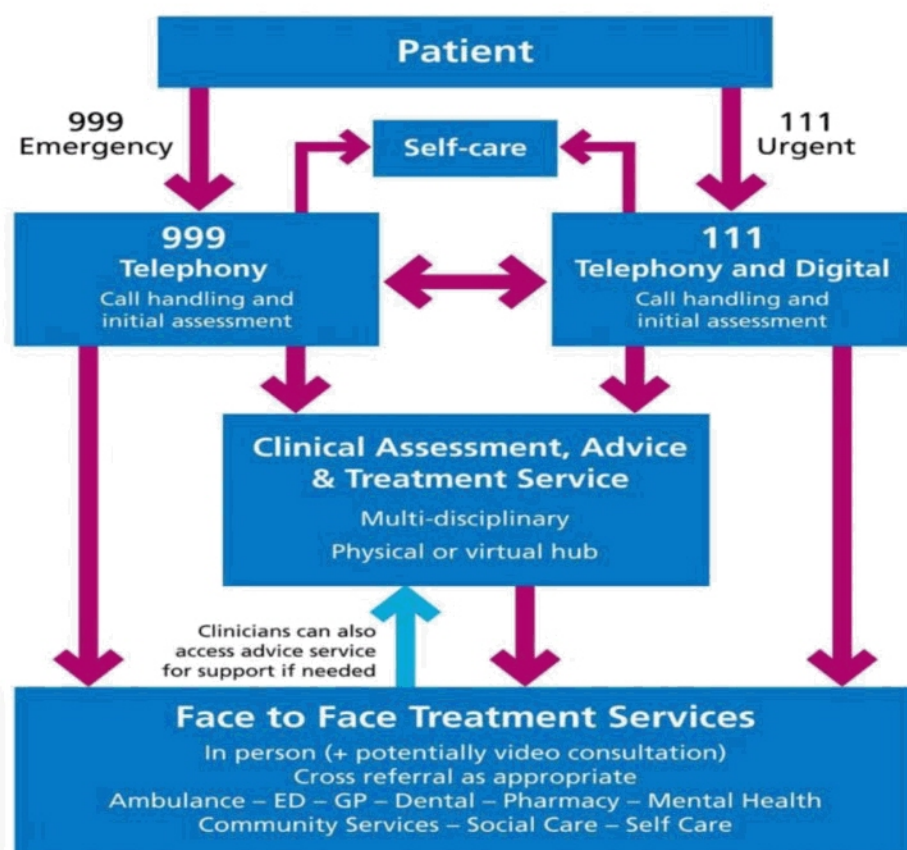 Patient
999
Emergency
Self-care
111
Urgent
999
Telephony
Call handling and
initial assessment
111
Telephony and Digital
Call handling and
initial assessment
Clinical Assessment, Advice
& Treatment Service
Multi-disciplinary
Physical or virtual hub
Clinicians can also
access advice service
for support if needed
Face to Face Treatment Services
In person (+ potentially video consultation)
Cross referral as appropriate
Ambulance – ED – GP – Dental – Pharmacy – Mental Health
Community Services – Social Care – Self Care